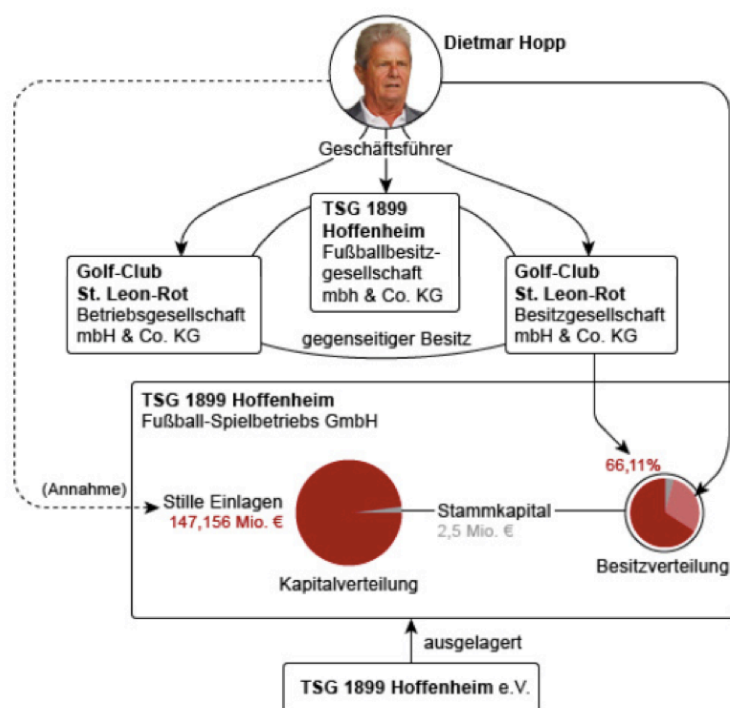 Dietmar Hopp
Geschäftsführer
TSG 1899
Hoffenheim
Fußballbesitz-
gesellschaft
mbh & Co. KG
Golf-Club
St. Leon-Rot
Betriebsgesellschaft
mbH & Co. KG
Golf-Club
St. Leon-Rot
Besitzgesellschaft
mbH & Co. KG
gegenseitiger Besitz
TSG 1899 Hoffenheim
Fußball-Spielbetriebs GmbH
66,11%
(Annahme)
Stille Einlagen
147,156 Mio. €
Stammkapital
2,5 Mio. €
Kapitalverteilung
Besitzverteilung
ausgelagert
TSG 1899 Hoffenheim e.V.